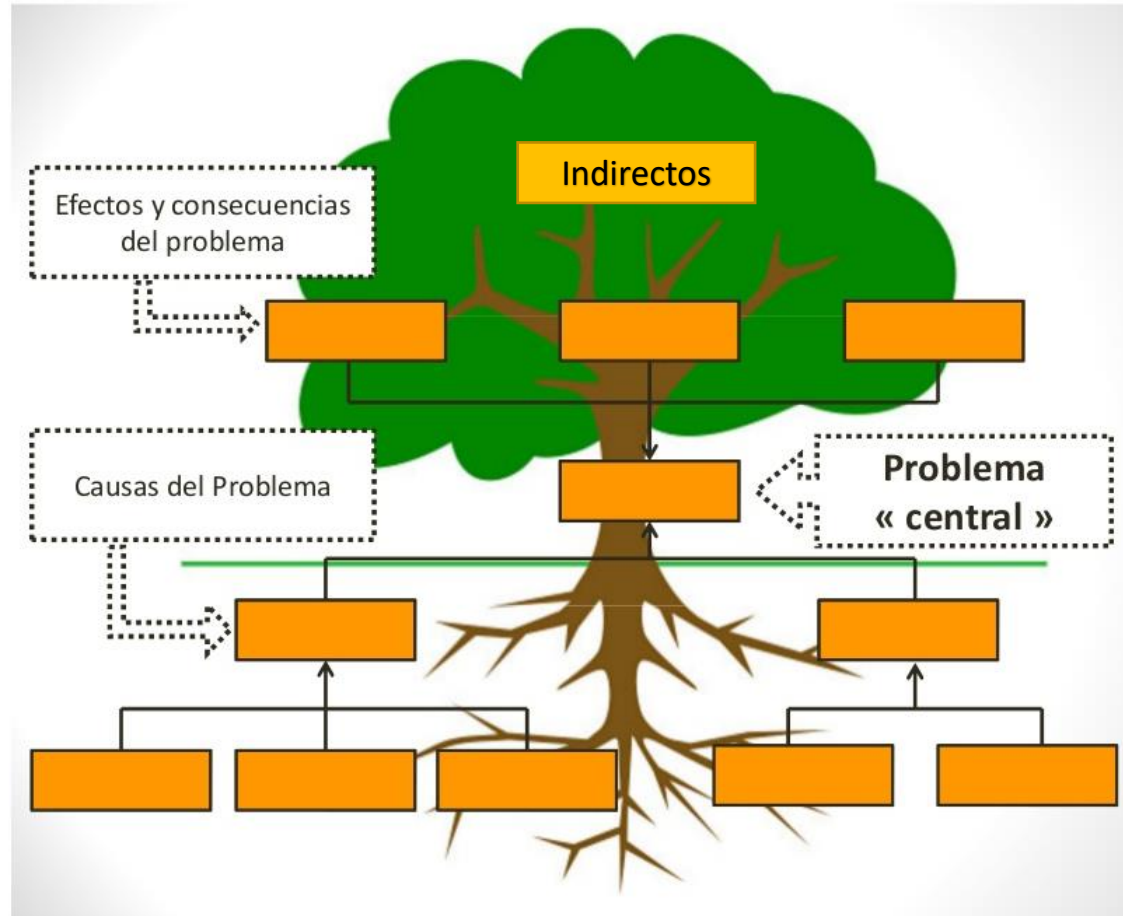 Indirectos
Efectos y consecuencias
del problema
Causas del Problema
Problema
« central »